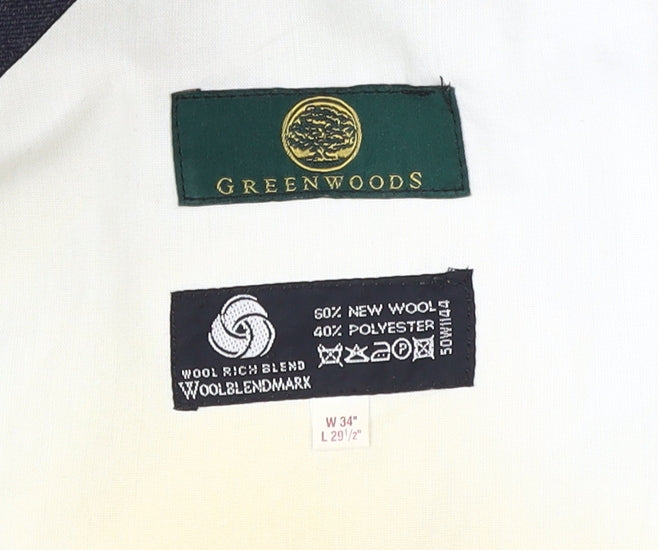 GREENWOODS
60% NEW WOOL
40% POLYESTER
P
50W1144
WOOL RICH BLEND
WOOLBLENDMARK
W 34"
L 29 1/2"